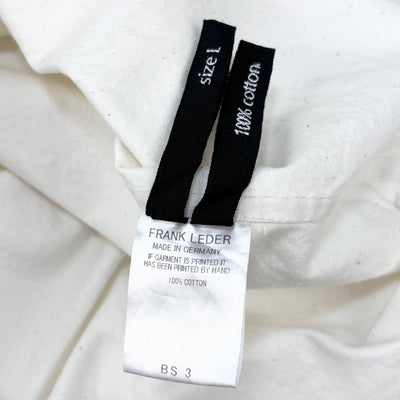 size L
100% cotton
FRANK LEDER
MADE IN GERMANY
IF GARMENT IS PRINTED IT
HAS BEEN PRINTED BY HAND
100% COTTON
BS 3